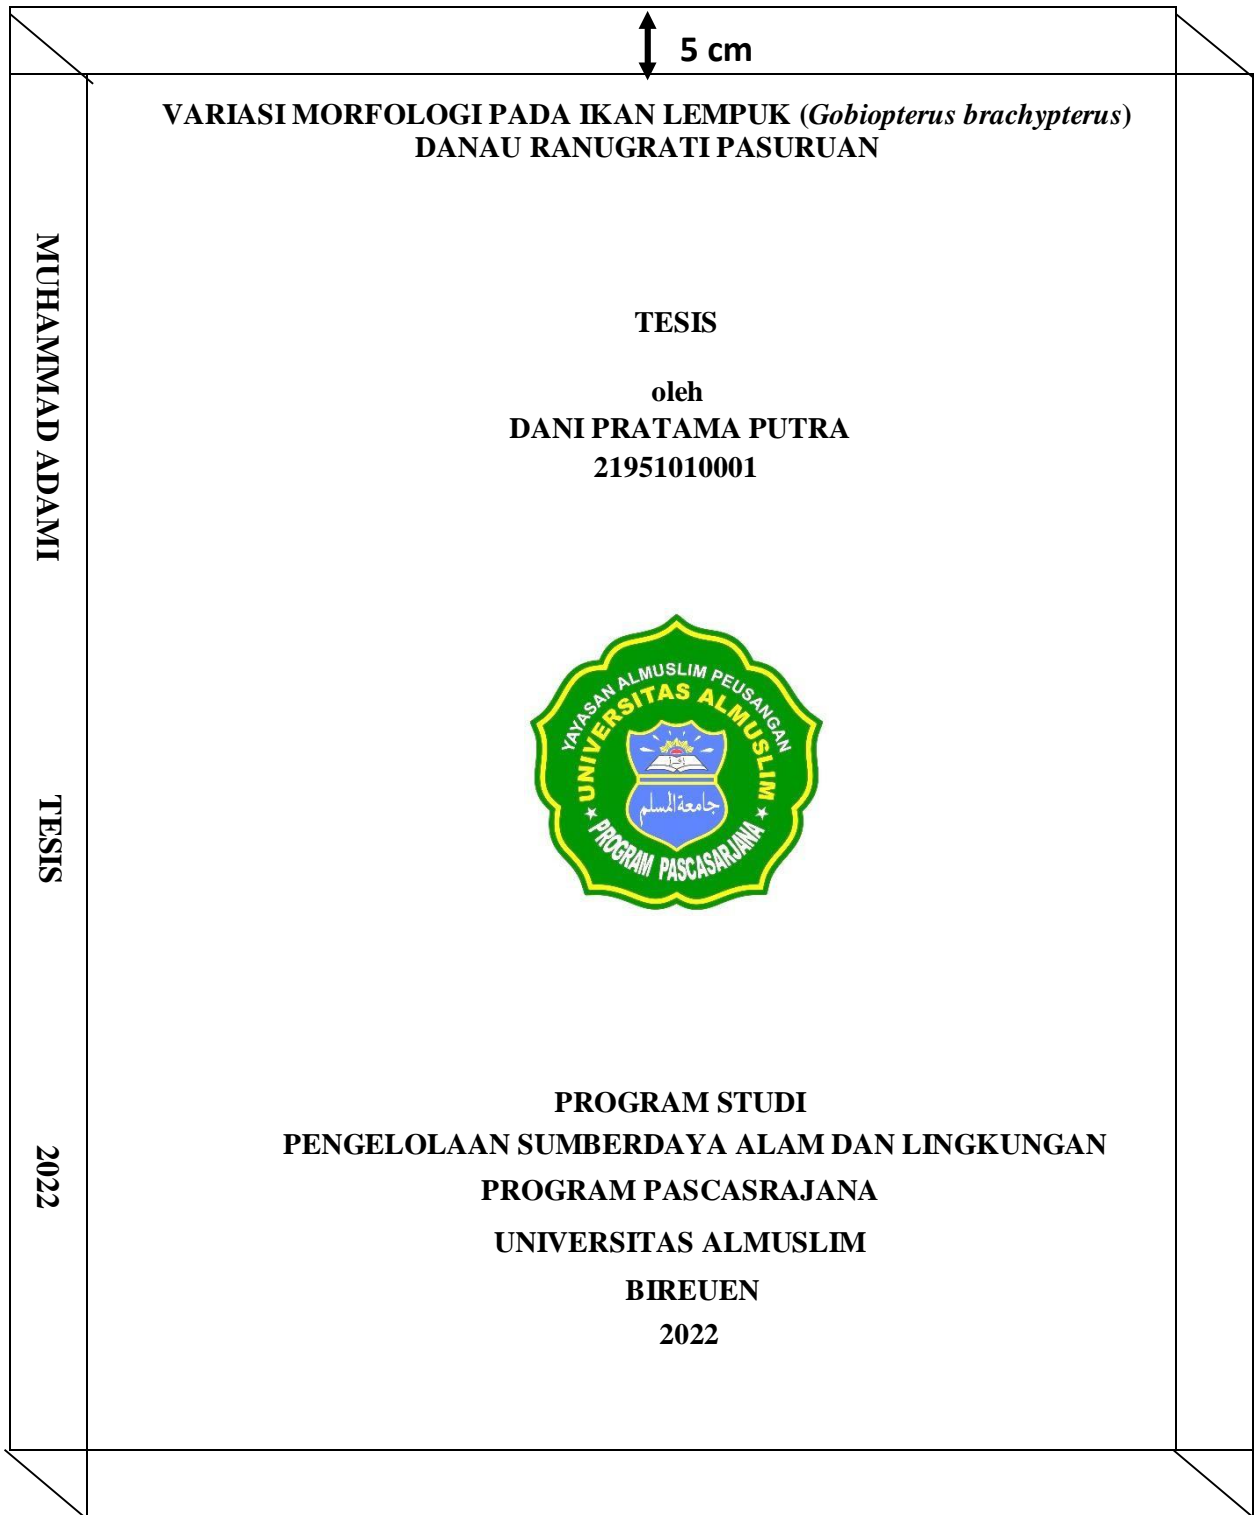 5 cm
VARIASI MORFOLOGI PADA IKAN LEMPUK (Gobiopterus brachypterus)
DANAU RANUGRATI PASURUAN
TESIS
oleh
DANI PRATAMA PUTRA
21951010001
YAYASAN ALMUSLIM PEUSANGAN
UNIVERSITAS ALMUSLIM
جامعة المسلم
PROGRAM PASCASARJANA
PROGRAM STUDI
PENGELOLAAN SUMBERDAYA ALAM DAN LINGKUNGAN
PROGRAM PASCASRAJANA
UNIVERSITAS ALMUSLIM
BIREUEN
2022
MUHAMMAD ADAMI
TESIS
2022